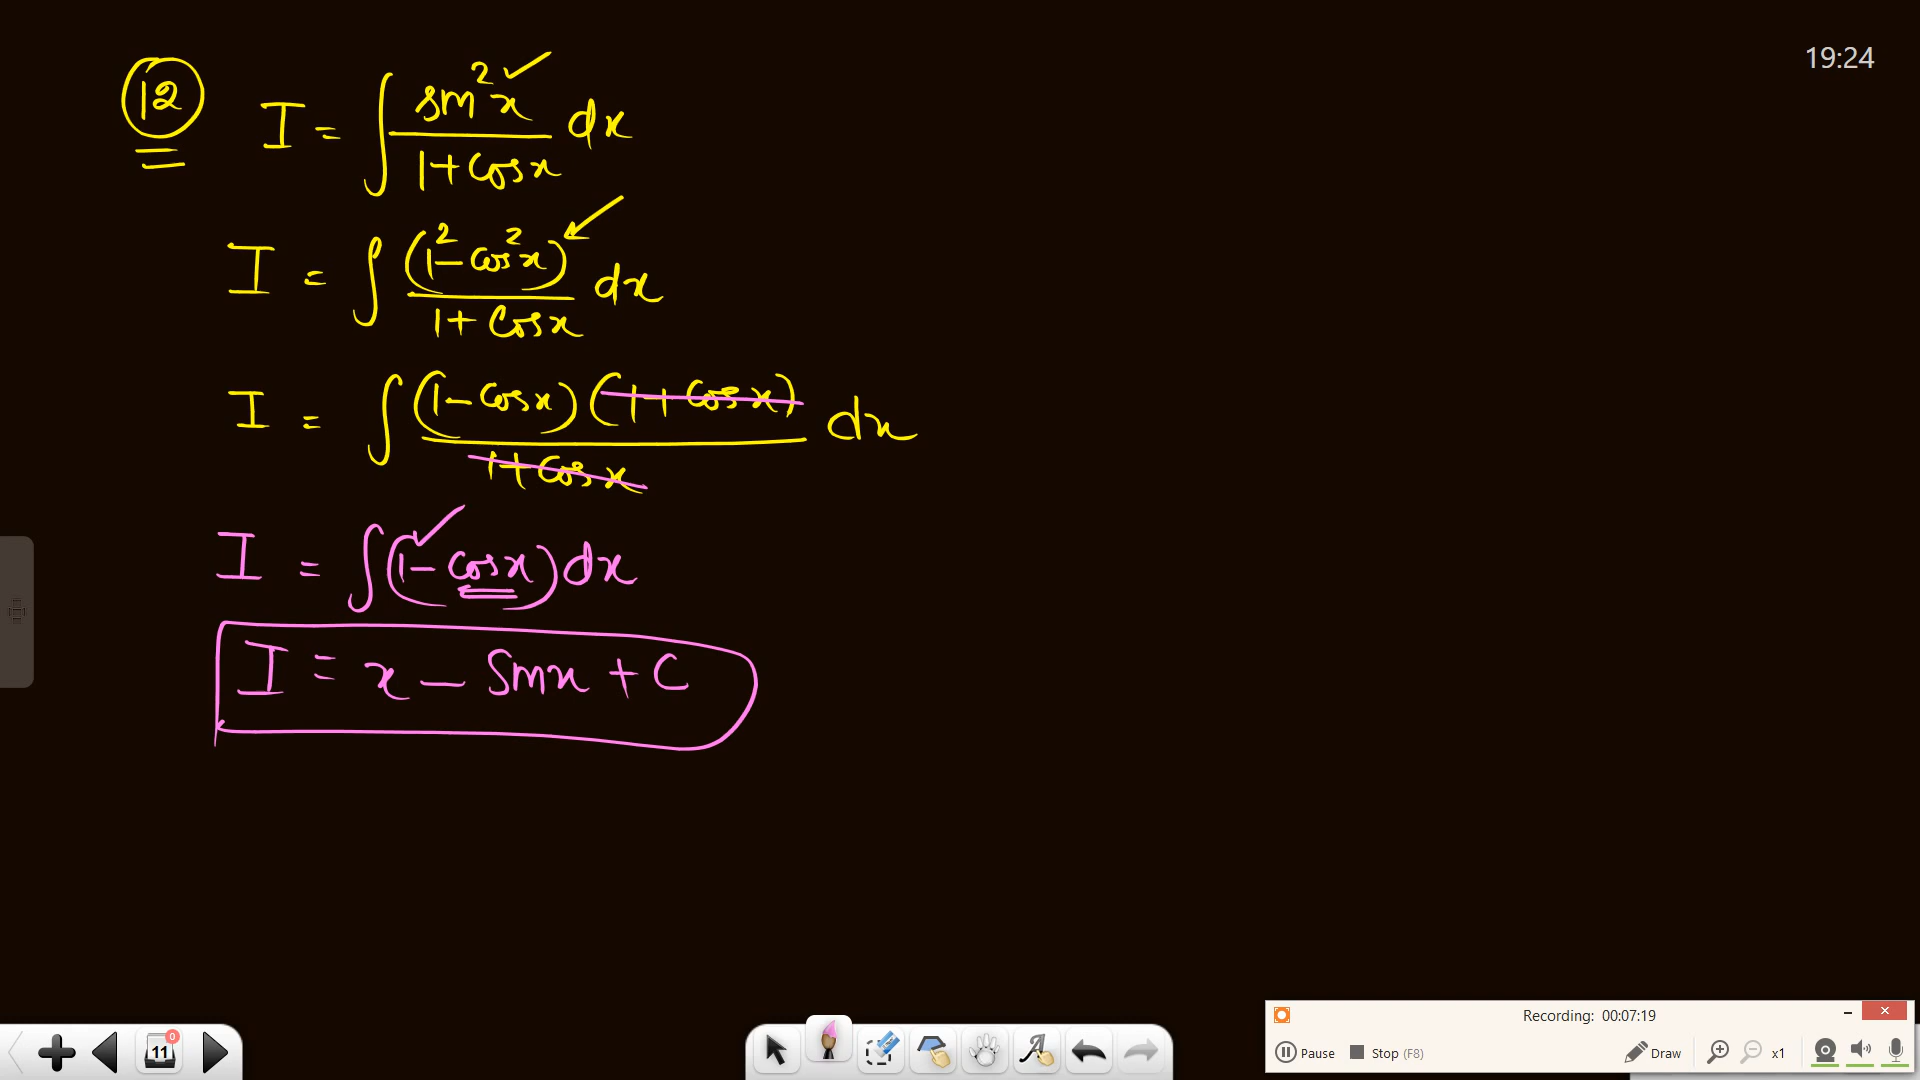 19:24
12 I = ∫ sin²x / 1+cosx dx
I = ∫ (1²-cos²x) / 1+cosx dx
I = ∫ (1-cosx)(1+cosx) / 1+cosx dx
I = ∫(1-cosx)dx
I = x - sinx + C
Recording: 00:07:19
0
11
Pause Stop (F8) Draw x1